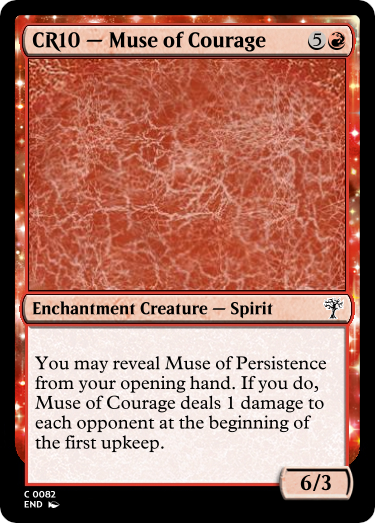 CR10 — Muse of Courage 5
Enchantment Creature — Spirit
You may reveal Muse of Persistence
from your opening hand. If you do,
Muse of Courage deals 1 damage to
each opponent at the beginning of
the first upkeep.
6/3
C 0082
END